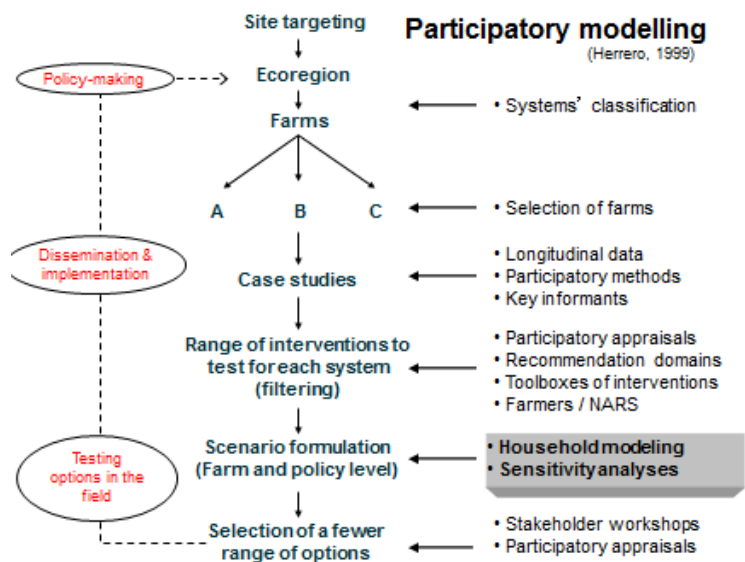 Participatory modelling
(Herrero, 1999)
Site targeting
Policy-making
Ecoregion
Farms
• Systems' classification
A B C
• Selection of farms
Dissemination &
implementation
Case studies
• Longitudinal data
• Participatory methods
• Key informants
Range of interventions to
test for each system
(filtering)
• Participatory appraisals
• Recommendation domains
• Toolboxes of interventions
• Farmers / NARS
Testing
options in the
field
Scenario formulation
(Farm and policy level)
• Household modeling
• Sensitivity analyses
Selection of a fewer
range of options
• Stakeholder workshops
• Participatory appraisals